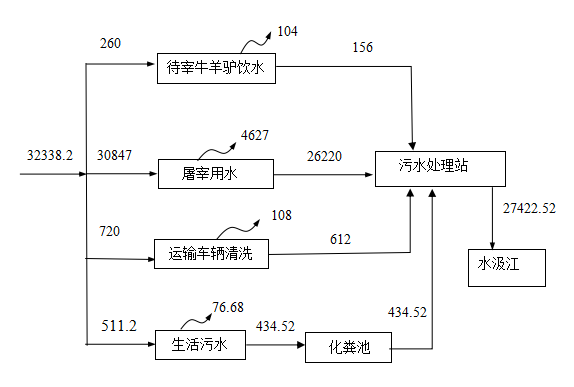 104
260
156
待宰牛羊驴饮水
4627
32338.2
30847
26220
污水处理站
屠宰用水
27422.52
108
720
612
运输车辆清洗
水汲江
76.68
434.52
511.2
434.52
生活污水
化粪池